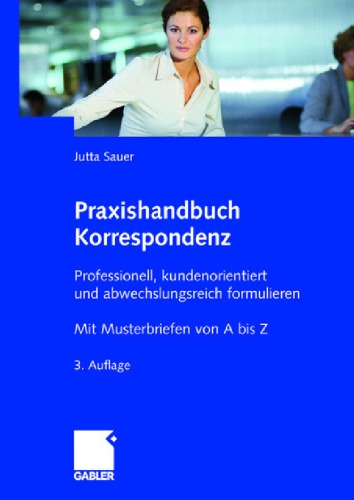 Jutta Sauer
Praxishandbuch
Korrespondenz
Professionell, kundenorientiert
und abwechslungsreich formulieren
Mit Musterbriefen von A bis Z
3. Auflage
GABLER